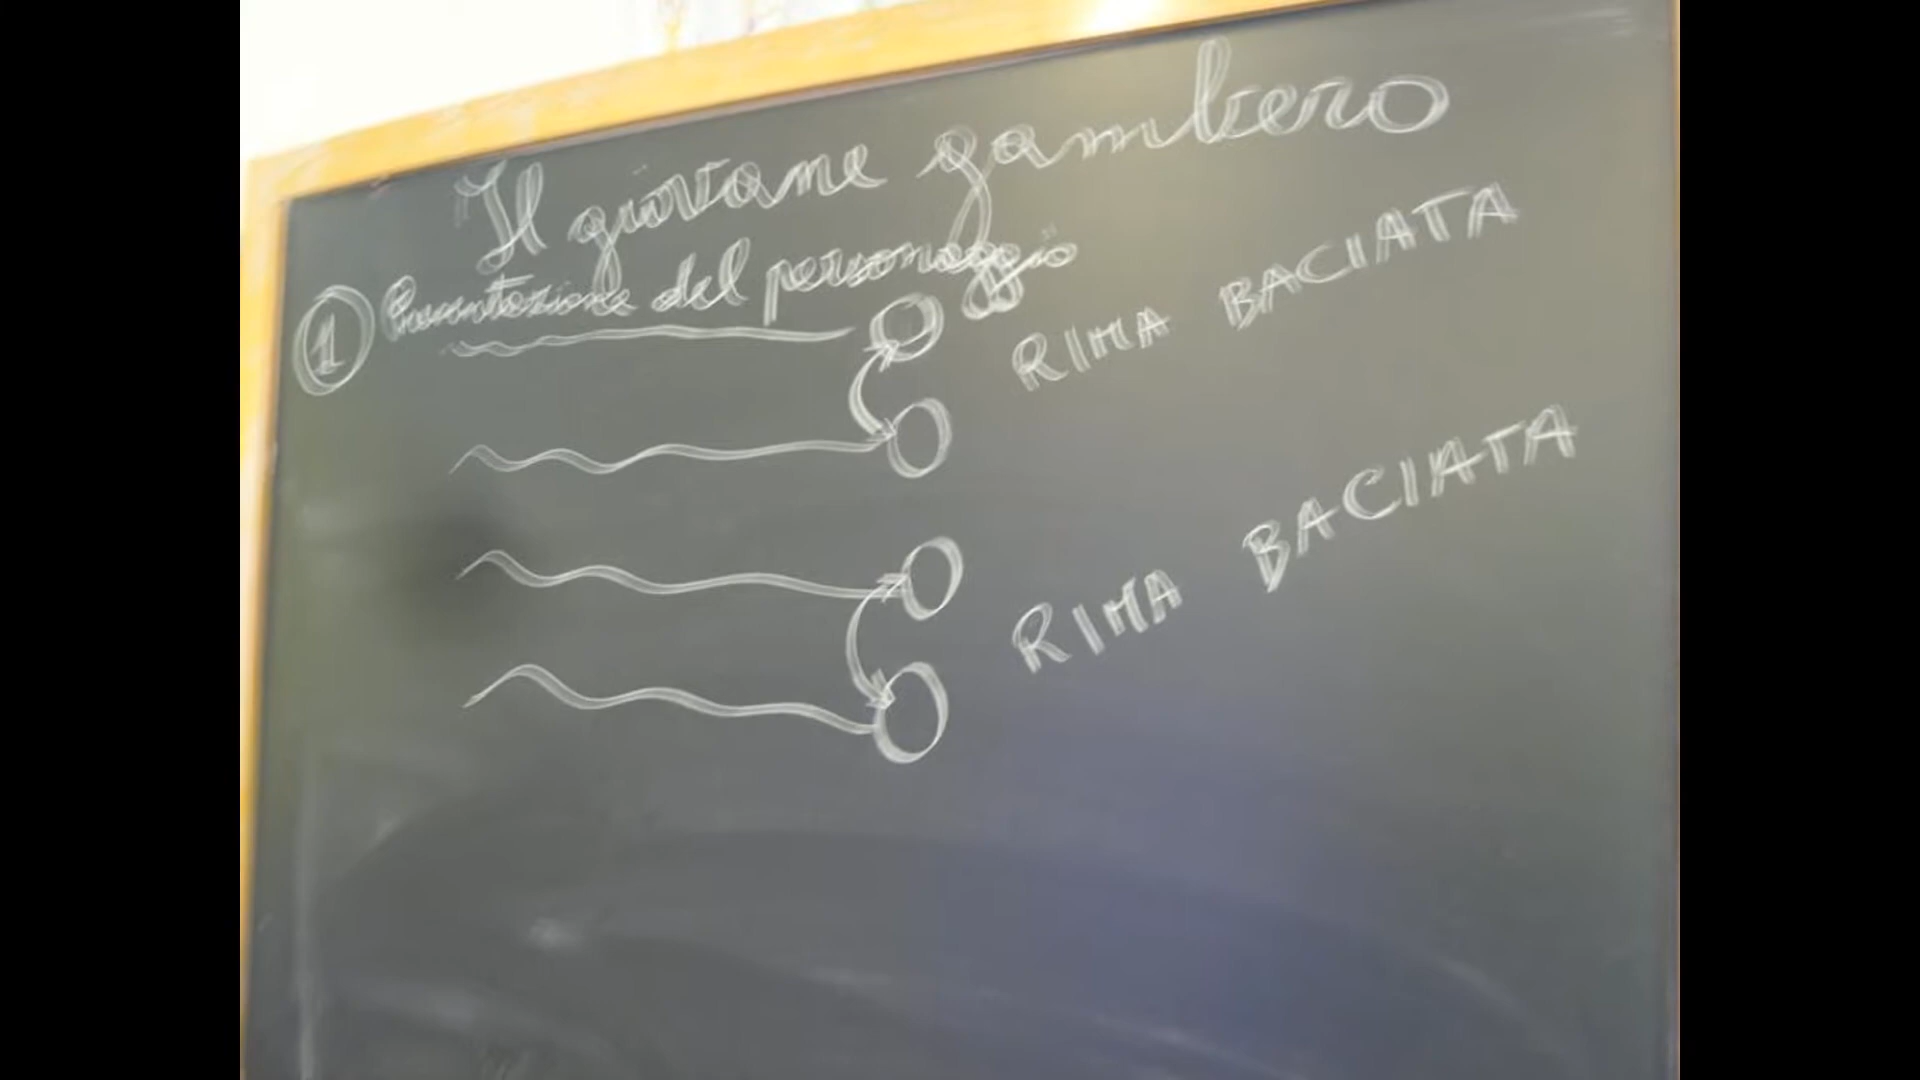 Il giovane gambero
1 Presentazione del personaggio
RIMA BACIATA
RIMA BACIATA